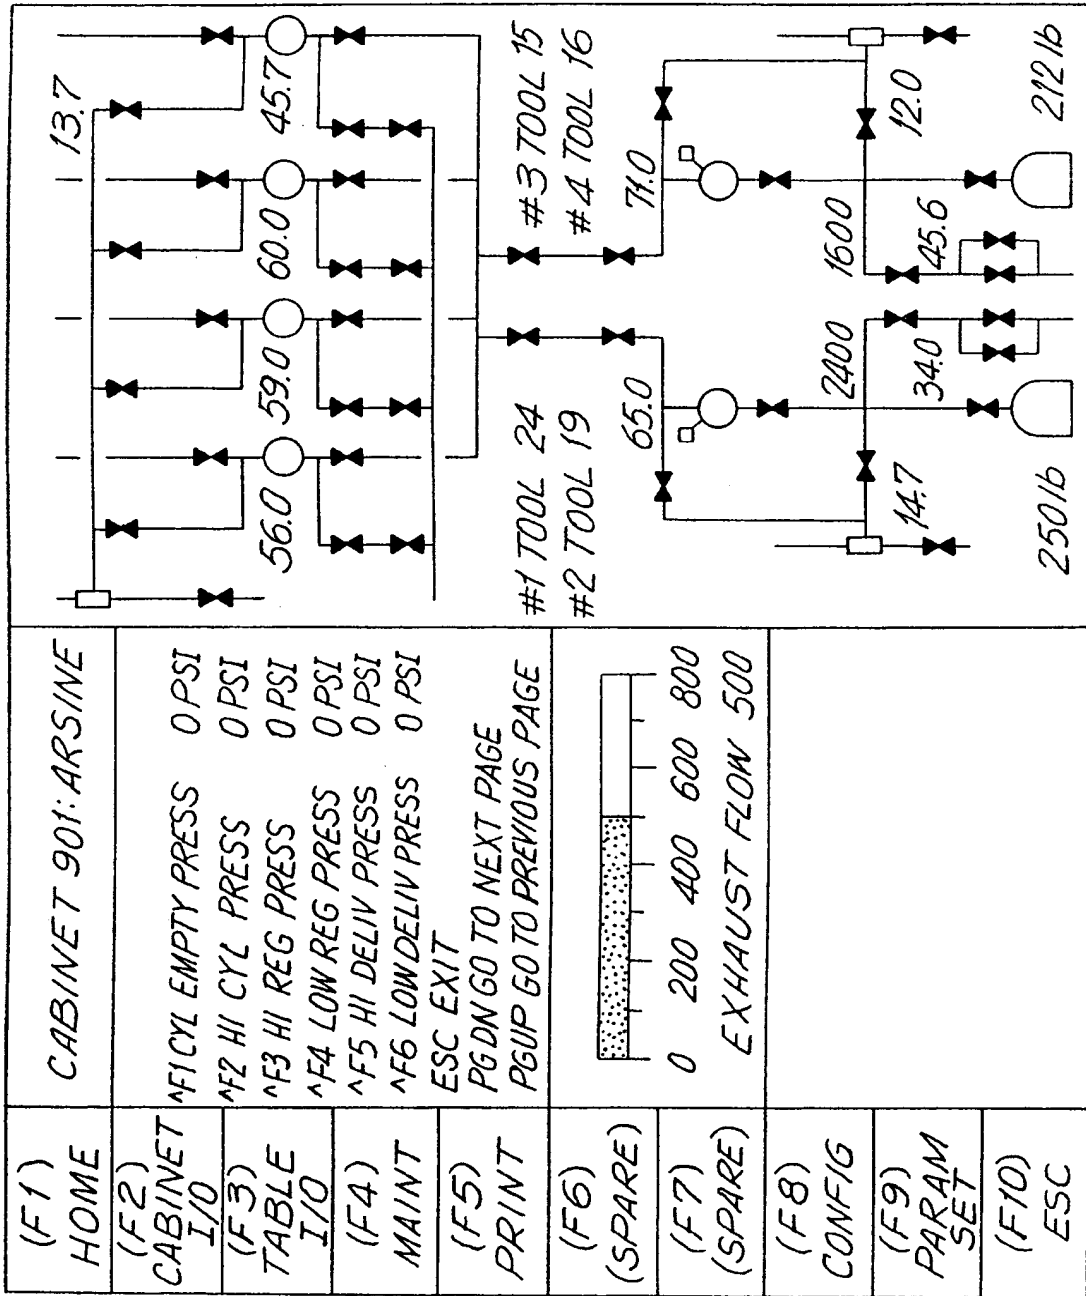 (F1)
HOME
(F2)
CABINET
I/O
(F3)
TABLE
I/O
(F4)
MAINT
(F5)
PRINT
(F6)
(SPARE)
(F7)
(SPARE)
(F8)
CONFIG
(F9)
PARAM
SET
(F10)
ESC
CABINET 901: ARSINE
^F1 CYL EMPTY PRESS 0 PSI
^F2 HI CYL PRESS 0 PSI
^F3 HI REG PRESS 0 PSI
^F4 LOW REG PRESS 0 PSI
^F5 HI DELIV PRESS 0 PSI
^F6 LOW DELIV PRESS 0 PSI
ESC EXIT
PGDN GO TO NEXT PAGE
PGUP GO TO PREVIOUS PAGE
0 200 400 600 800
EXHAUST FLOW 500
13.7
56.0 59.0 60.0 45.7
#1 TOOL 24 #3 TOOL 15
#2 TOOL 19 #4 TOOL 16
65.0 71.0
2400 1600
14.7 34.0 45.6 12.0
250 lb 212 lb